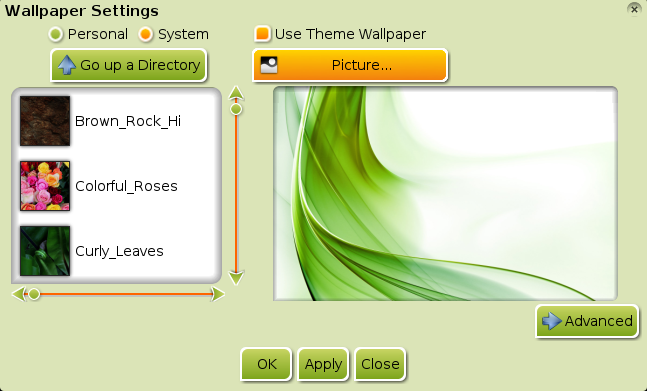 Wallpaper Settings
Personal System Use Theme Wallpaper
Go up a Directory Picture...
Brown_Rock_Hi
Colorful_Roses
Curly_Leaves
Advanced
OK Apply Close